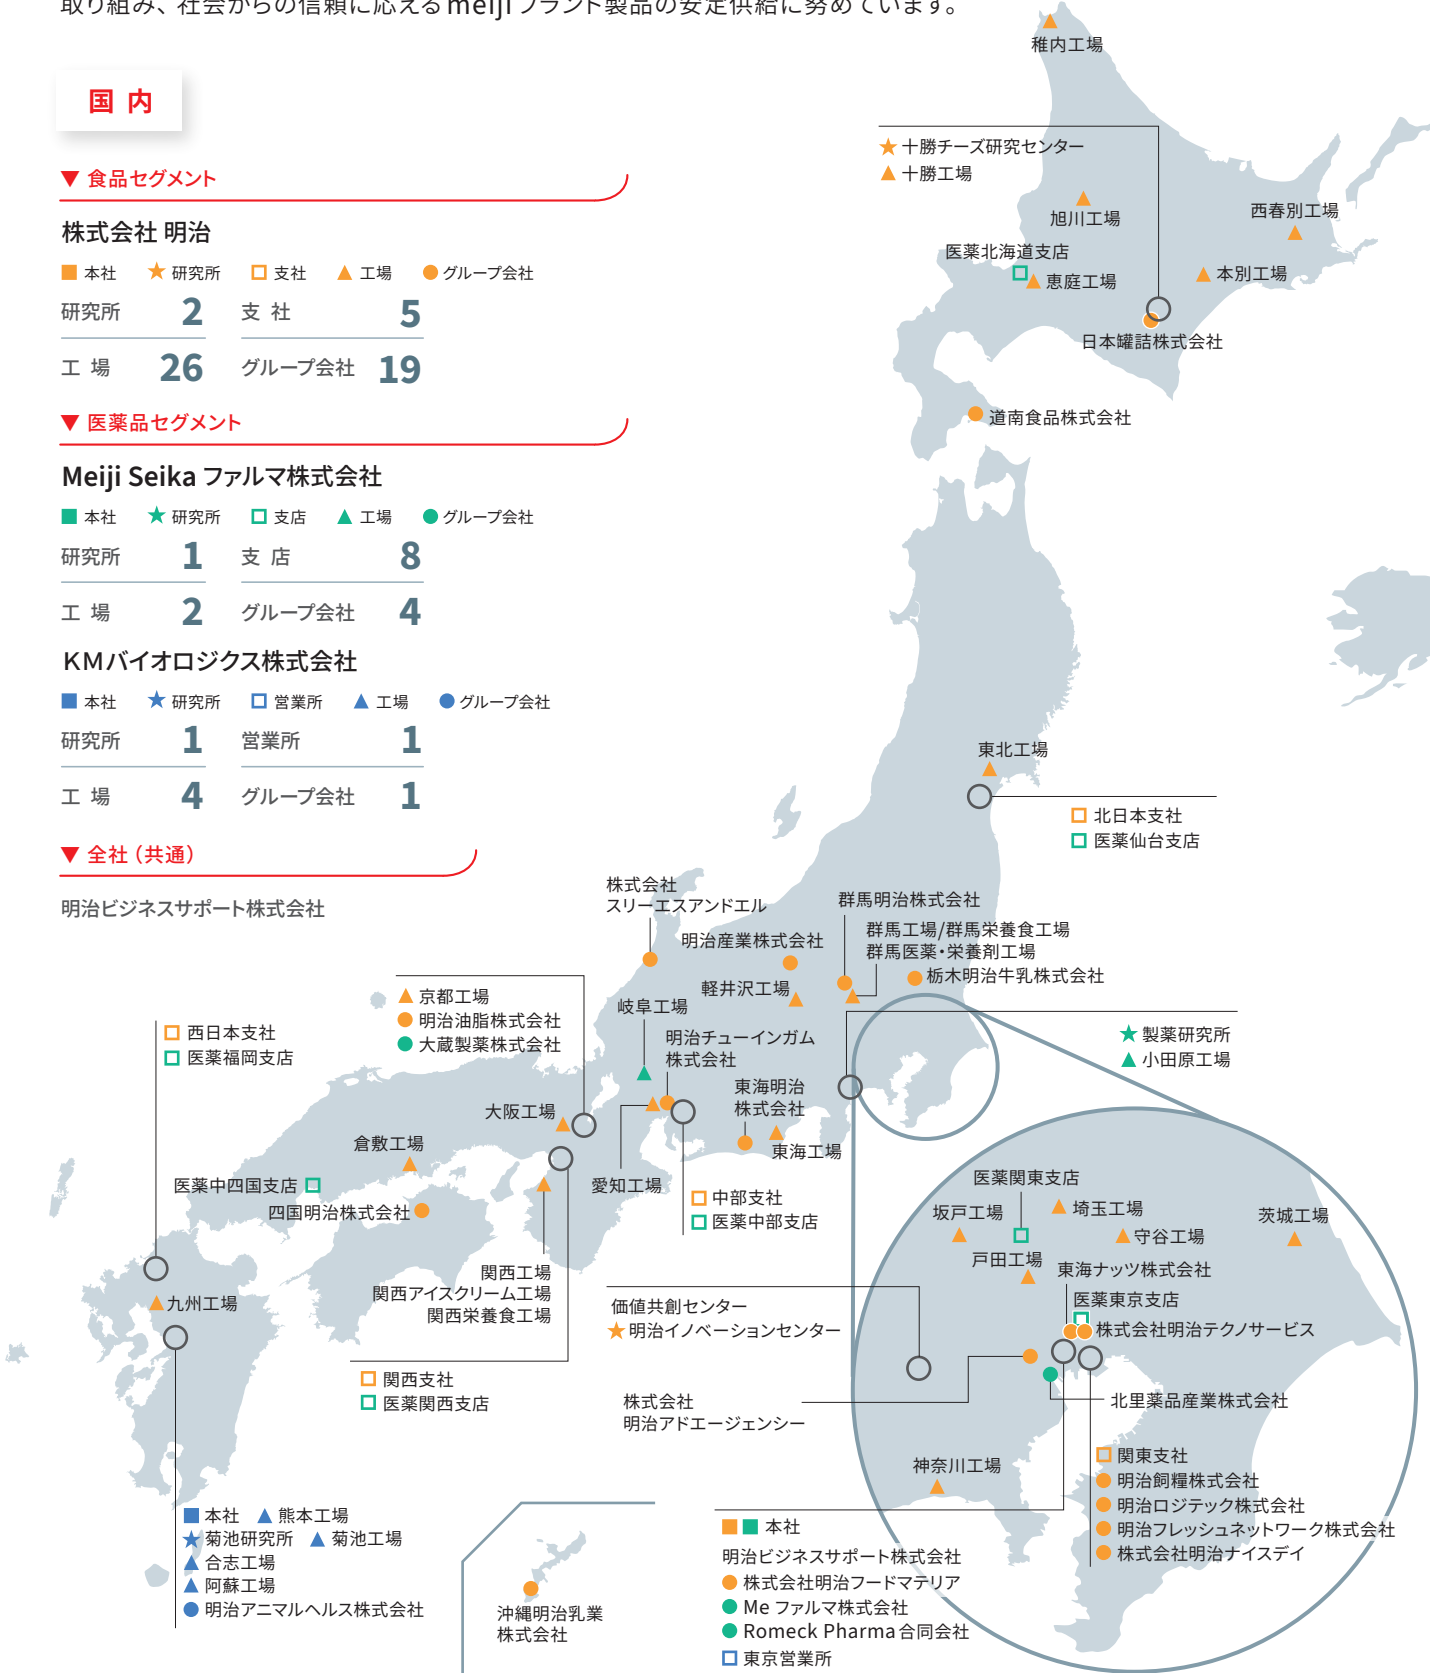 取り組み、社会からの信頼に応えるmeijiブランド製品の安定供給に努めています。
国 内
▼ 食品セグメント
株式会社 明治
■ 本社 ★ 研究所 □ 支社 ▲ 工場 ● グループ会社
研究所 2 支 社 5
工 場 26 グループ会社 19
▼ 医薬品セグメント
Meiji Seika ファルマ株式会社
■ 本社 ★ 研究所 □ 支店 ▲ 工場 ● グループ会社
研究所 1 支 店 8
工 場 2 グループ会社 4
KMバイオロジクス株式会社
■ 本社 ★ 研究所 □ 営業所 ▲ 工場 ● グループ会社
研究所 1 営業所 1
工 場 4 グループ会社 1
▼ 全社（共通）
明治ビジネスサポート株式会社
稚内工場
★ 十勝チーズ研究センター
▲ 十勝工場
旭川工場
西春別工場
医薬北海道支店
恵庭工場
本別工場
日本罐詰株式会社
道南食品株式会社
東北工場
□ 北日本支社
□ 医薬仙台支店
株式会社
スリーエスアンドエル
明治産業株式会社
群馬明治株式会社
群馬工場/群馬栄養食工場
群馬医薬・栄養剤工場
栃木明治牛乳株式会社
軽井沢工場
▲ 京都工場
● 明治油脂株式会社
● 大蔵製薬株式会社
岐阜工場
明治チューインガム
株式会社
東海明治
株式会社
東海工場
★ 製薬研究所
▲ 小田原工場
□ 西日本支社
□ 医薬福岡支店
大阪工場
倉敷工場
医薬中四国支店
四国明治株式会社
愛知工場
□ 中部支社
□ 医薬中部支店
九州工場
関西工場
関西アイスクリーム工場
関西栄養食工場
□ 関西支社
□ 医薬関西支店
価値共創センター
★ 明治イノベーションセンター
株式会社
明治アドエージェンシー
医薬関東支店
坂戸工場
埼玉工場
守谷工場
茨城工場
戸田工場
東海ナッツ株式会社
医薬東京支店
株式会社明治テクノサービス
北里薬品産業株式会社
神奈川工場
□ 関東支社
● 明治飼糧株式会社
● 明治ロジテック株式会社
● 明治フレッシュネットワーク株式会社
● 株式会社明治ナイスデイ
■ 本社 ▲ 熊本工場
★ 菊池研究所 ▲ 菊池工場
▲ 合志工場
▲ 阿蘇工場
● 明治アニマルヘルス株式会社
沖縄明治乳業
株式会社
■ ■ 本社
明治ビジネスサポート株式会社
● 株式会社明治フードマテリア
● Me ファルマ株式会社
● Romeck Pharma 合同会社
□ 東京営業所